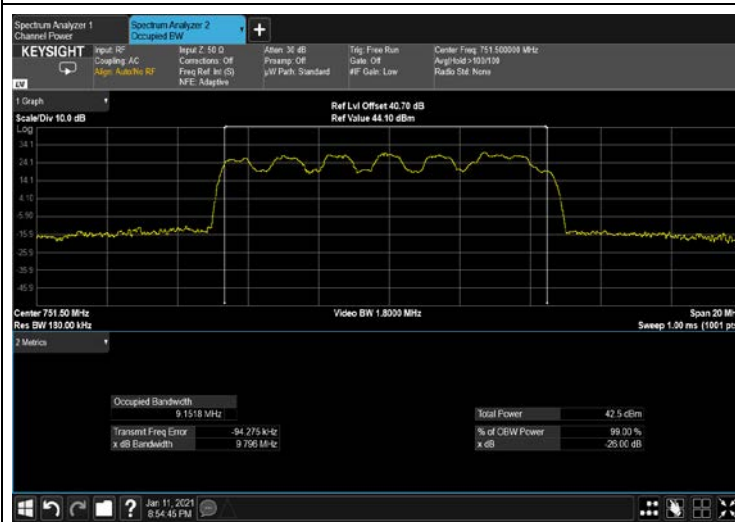 Spectrum Analyzer 1
Channel Power
Spectrum Analyzer 2
Occupied BW
+
KEYSIGHT
Input: RF
Coupling: AC
Align: Auto/No RF
Input Z: 50 Ω
Corrections: Off
Freq Ref: Int (S)
NFE: Adaptive
Atten: 30 dB
Preamp: Off
µW Path: Standard
Trig: Free Run
Gate: Off
#IF Gain: Low
Center Freq: 751.500000 MHz
Avg|Hold:>100/100
Radio Std: None
1 Graph
Scale/Div 10.0 dB
Ref Lvl Offset 40.70 dB
Ref Value 44.10 dBm
Log
34.1
24.1
14.1
4.10
-5.90
-15.9
-25.9
-35.9
-45.9
Center 751.50 MHz
Res BW 180.00 kHz
Video BW 1.8000 MHz
Span 20 MH
Sweep 1.00 ms (1001 pts
2 Metrics
Occupied Bandwidth
9.1518 MHz
Transmit Freq Error -94.275 kHz
x dB Bandwidth 9.796 MHz
Total Power 42.5 dBm
% of OBW Power 99.00 %
x dB -26.00 dB
?
Jan 11, 2021
8:54:45 PM